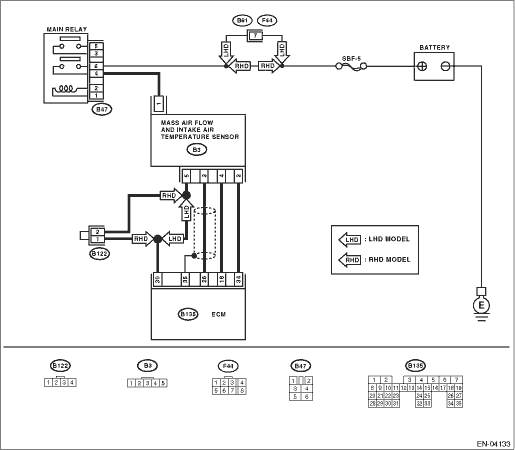 MAIN RELAY
B47
5
3
6
4
2
1
B61
F44
7
LHD
LHD
RHD
RHD
SBF-5
BATTERY
E
1
MASS AIR FLOW
AND INTAKE AIR
TEMPERATURE SENSOR
B3
5
3
4
2
RHD
LHD
2
1
B122
RHD
LHD
39
35
26
18
34
B135
ECM
LHD : LHD MODEL
RHD : RHD MODEL
B122
1 2 3 4
B3
1 2 3 4 5
F44
1 2 3 4
5 6 7 8
B47
1 2
3 4
5 6
B135
1 2 3 4 5 6 7
8 9 10 11 12 13 14 15 16 17 18 19
20 21 22 23 24 25 26 27
28 29 30 31 32 33 34 35
EN-04133